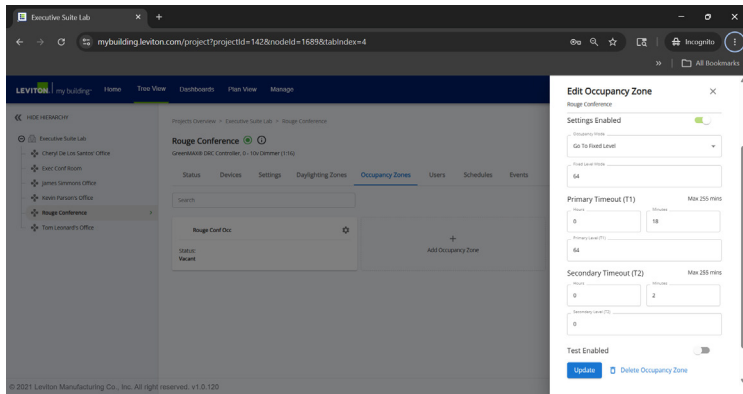 Executive Suite Lab
mybuilding.leviton.com/project?projectId=142&nodeId=1689&tabIndex=4
Incognito
All Bookmarks
LEVITON. my building Home Tree View Dashboards Plan View Manage
HIDE HIERARCHY
Executive Suite Lab
Cheryl De Los Santos' Office
Exec Conf Room
James Simmons Office
Kevin Parson's Office
Rouge Conference
Tom Leonard's Office
Projects Overview > Executive Suite Lab > Rouge Conference
Rouge Conference
GreenMAX® DRC Controller, 0 - 10v Dimmer (1:16)
Status Devices Settings Daylighting Zones Occupancy Zones Users Schedules Events
Search
Rouge Conf Occ
Status:
Vacant
+
Add Occupancy Zone
Edit Occupancy Zone
Rouge Conference
Settings Enabled
Occupancy Mode
Go To Fixed Level
Fixed Level Mode
64
Primary Timeout (T1) Max 255 mins
Hours Minutes
0 18
Primary Level (T1)
64
Secondary Timeout (T2) Max 255 mins
Hours Minutes
0 2
Secondary Level (T2)
0
Test Enabled
Update Delete Occupancy Zone
© 2021 Leviton Manufacturing Co., Inc. All right reserved. v1.0.120